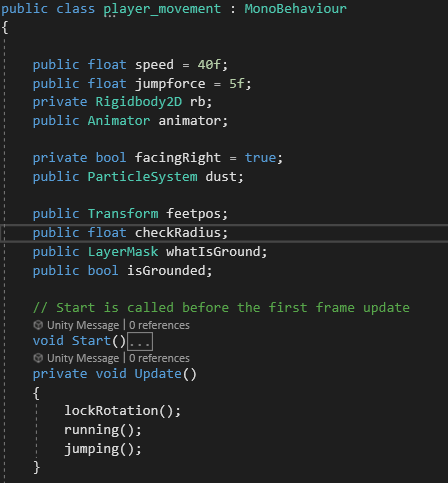 public class player_movement : MonoBehaviour
{
public float speed = 40f;
public float jumpforce = 5f;
private Rigidbody2D rb;
public Animator animator;
private bool facingRight = true;
public ParticleSystem dust;
public Transform feetpos;
public float checkRadius;
public LayerMask whatIsGround;
public bool isGrounded;
// Start is called before the first frame update
Unity Message | 0 references
void Start()...
Unity Message | 0 references
private void Update()
{
lockRotation();
running();
jumping();
}